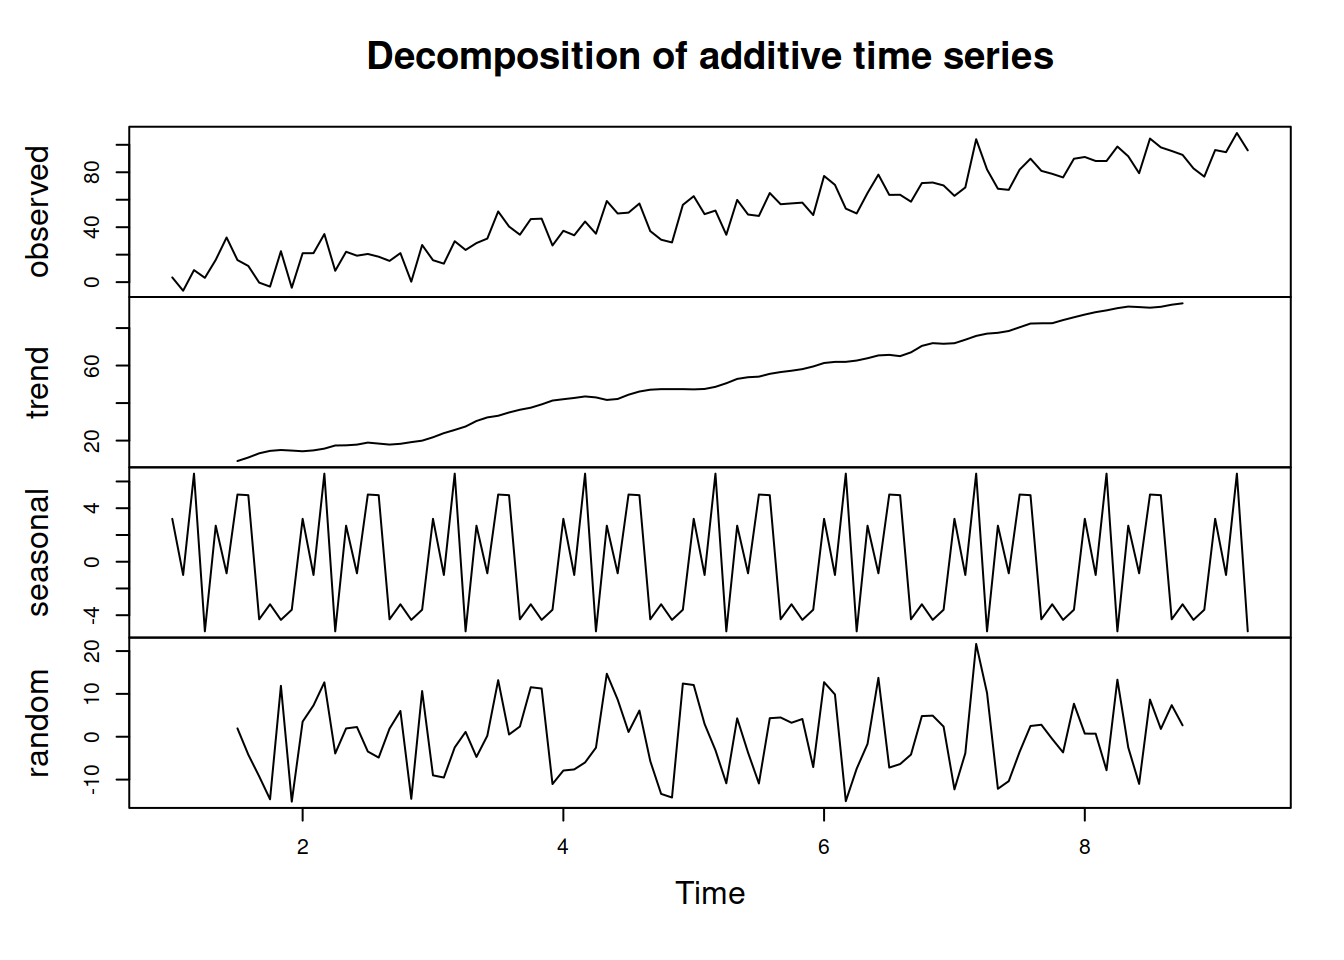 Decomposition of additive time series
observed
0 40 80
trend
20 60
seasonal
-4 0 4
random
-10 0 10 20
2 4 6 8
Time